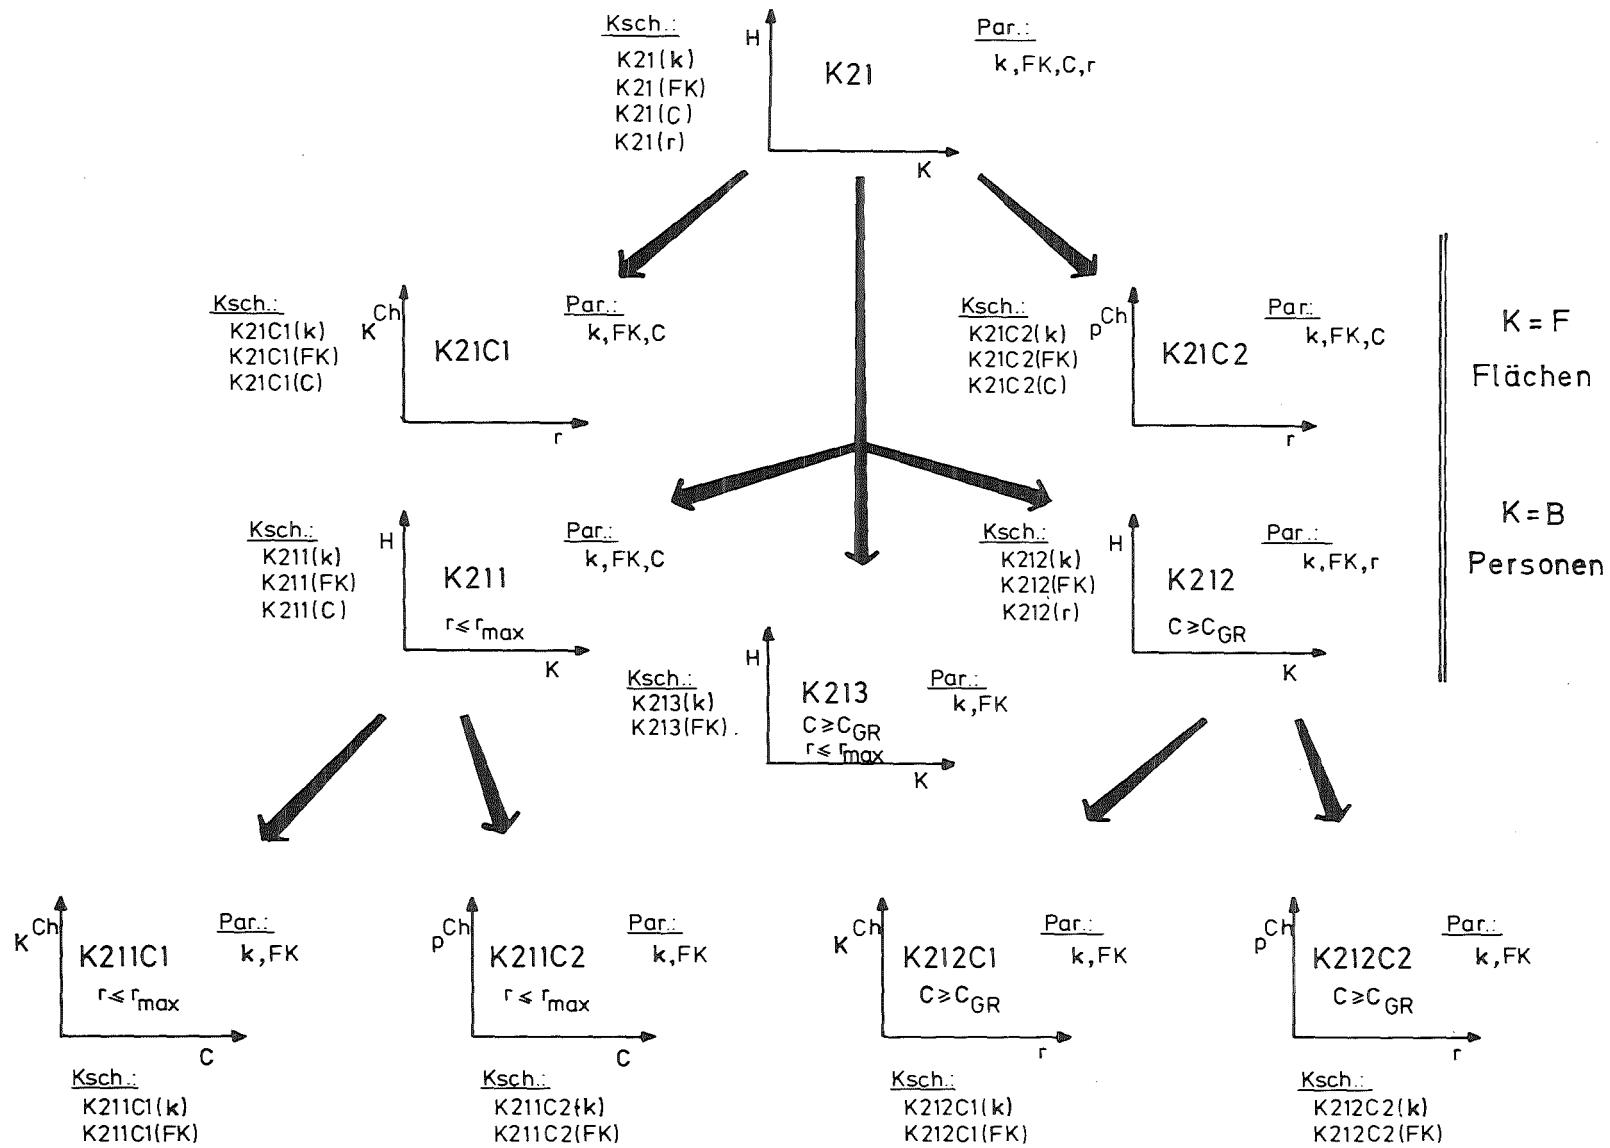 Ksch.:
K21(k)
K21(FK)
K21(C)
K21(r)
H
K21
K
Par.:
k,FK,C,r
Ksch.:
K21C1(k)
K21C1(FK)
K21C1(C)
K^Ch
K21C1
r
Par.:
k,FK,C
Ksch.:
K21C2(k)
K21C2(FK)
K21C2(C)
p^Ch
K21C2
r
Par.:
k,FK,C
K=F
Flächen
K=B
Personen
Ksch.:
K211(k)
K211(FK)
K211(C)
H
K211
r≤r_max
K
Par.:
k,FK,C
Ksch.:
K212(k)
K212(FK)
K212(r)
H
K212
C≥C_GR
K
Par.:
k,FK,r
Ksch.:
K213(k)
K213(FK).
H
K213
C≥C_GR
r≤r_max
K
Par.:
k,FK
K^Ch
K211C1
r≤r_max
C
Par.:
k,FK
Ksch.:
K211C1(k)
K211C1(FK)
p^Ch
K211C2
r≤r_max
C
Par.:
k,FK
Ksch.:
K211C2(k)
K211C2(FK)
K^Ch
K212C1
C≥C_GR
r
Par.:
k,FK
Ksch.:
K212C1(k)
K212C1(FK)
p^Ch
K212C2
C≥C_GR
r
Par.:
k,FK
Ksch.:
K212C2(k)
K212C2(FK)